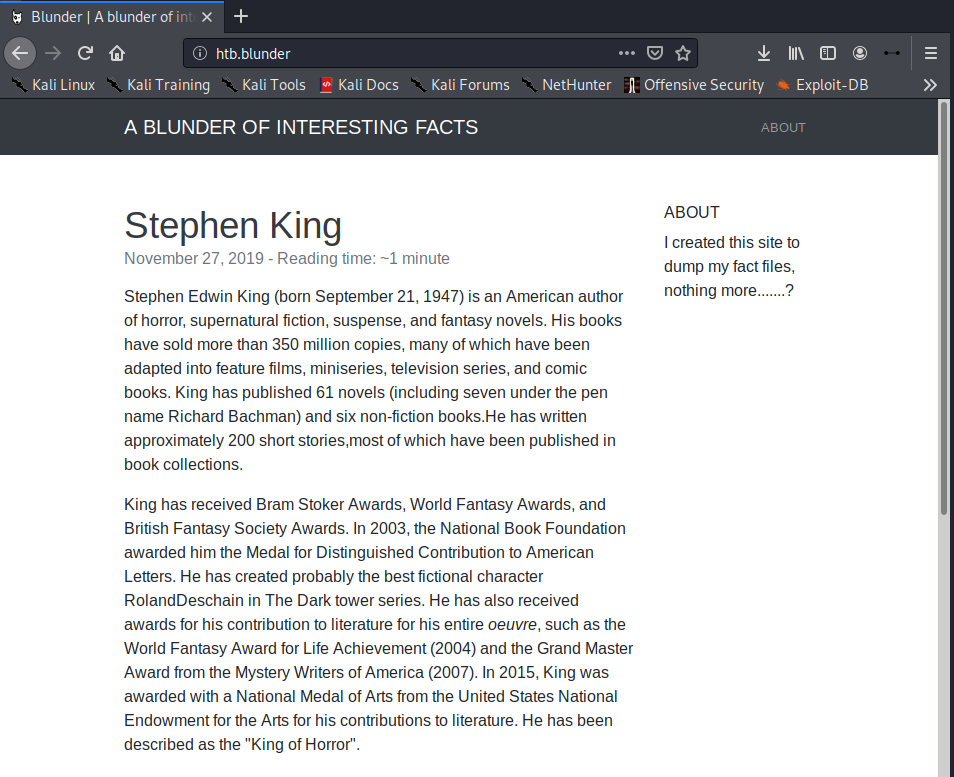 Blunder | A blunder of int
htb.blunder
Kali Linux Kali Training Kali Tools Kali Docs Kali Forums NetHunter Offensive Security Exploit-DB
A BLUNDER OF INTERESTING FACTS
ABOUT
Stephen King
November 27, 2019 - Reading time: ~1 minute
Stephen Edwin King (born September 21, 1947) is an American author
of horror, supernatural fiction, suspense, and fantasy novels. His books
have sold more than 350 million copies, many of which have been
adapted into feature films, miniseries, television series, and comic
books. King has published 61 novels (including seven under the pen
name Richard Bachman) and six non-fiction books.He has written
approximately 200 short stories,most of which have been published in
book collections.
King has received Bram Stoker Awards, World Fantasy Awards, and
British Fantasy Society Awards. In 2003, the National Book Foundation
awarded him the Medal for Distinguished Contribution to American
Letters. He has created probably the best fictional character
RolandDeschain in The Dark tower series. He has also received
awards for his contribution to literature for his entire oeuvre, such as the
World Fantasy Award for Life Achievement (2004) and the Grand Master
Award from the Mystery Writers of America (2007). In 2015, King was
awarded with a National Medal of Arts from the United States National
Endowment for the Arts for his contributions to literature. He has been
described as the "King of Horror".
ABOUT
I created this site to
dump my fact files,
nothing more.......?